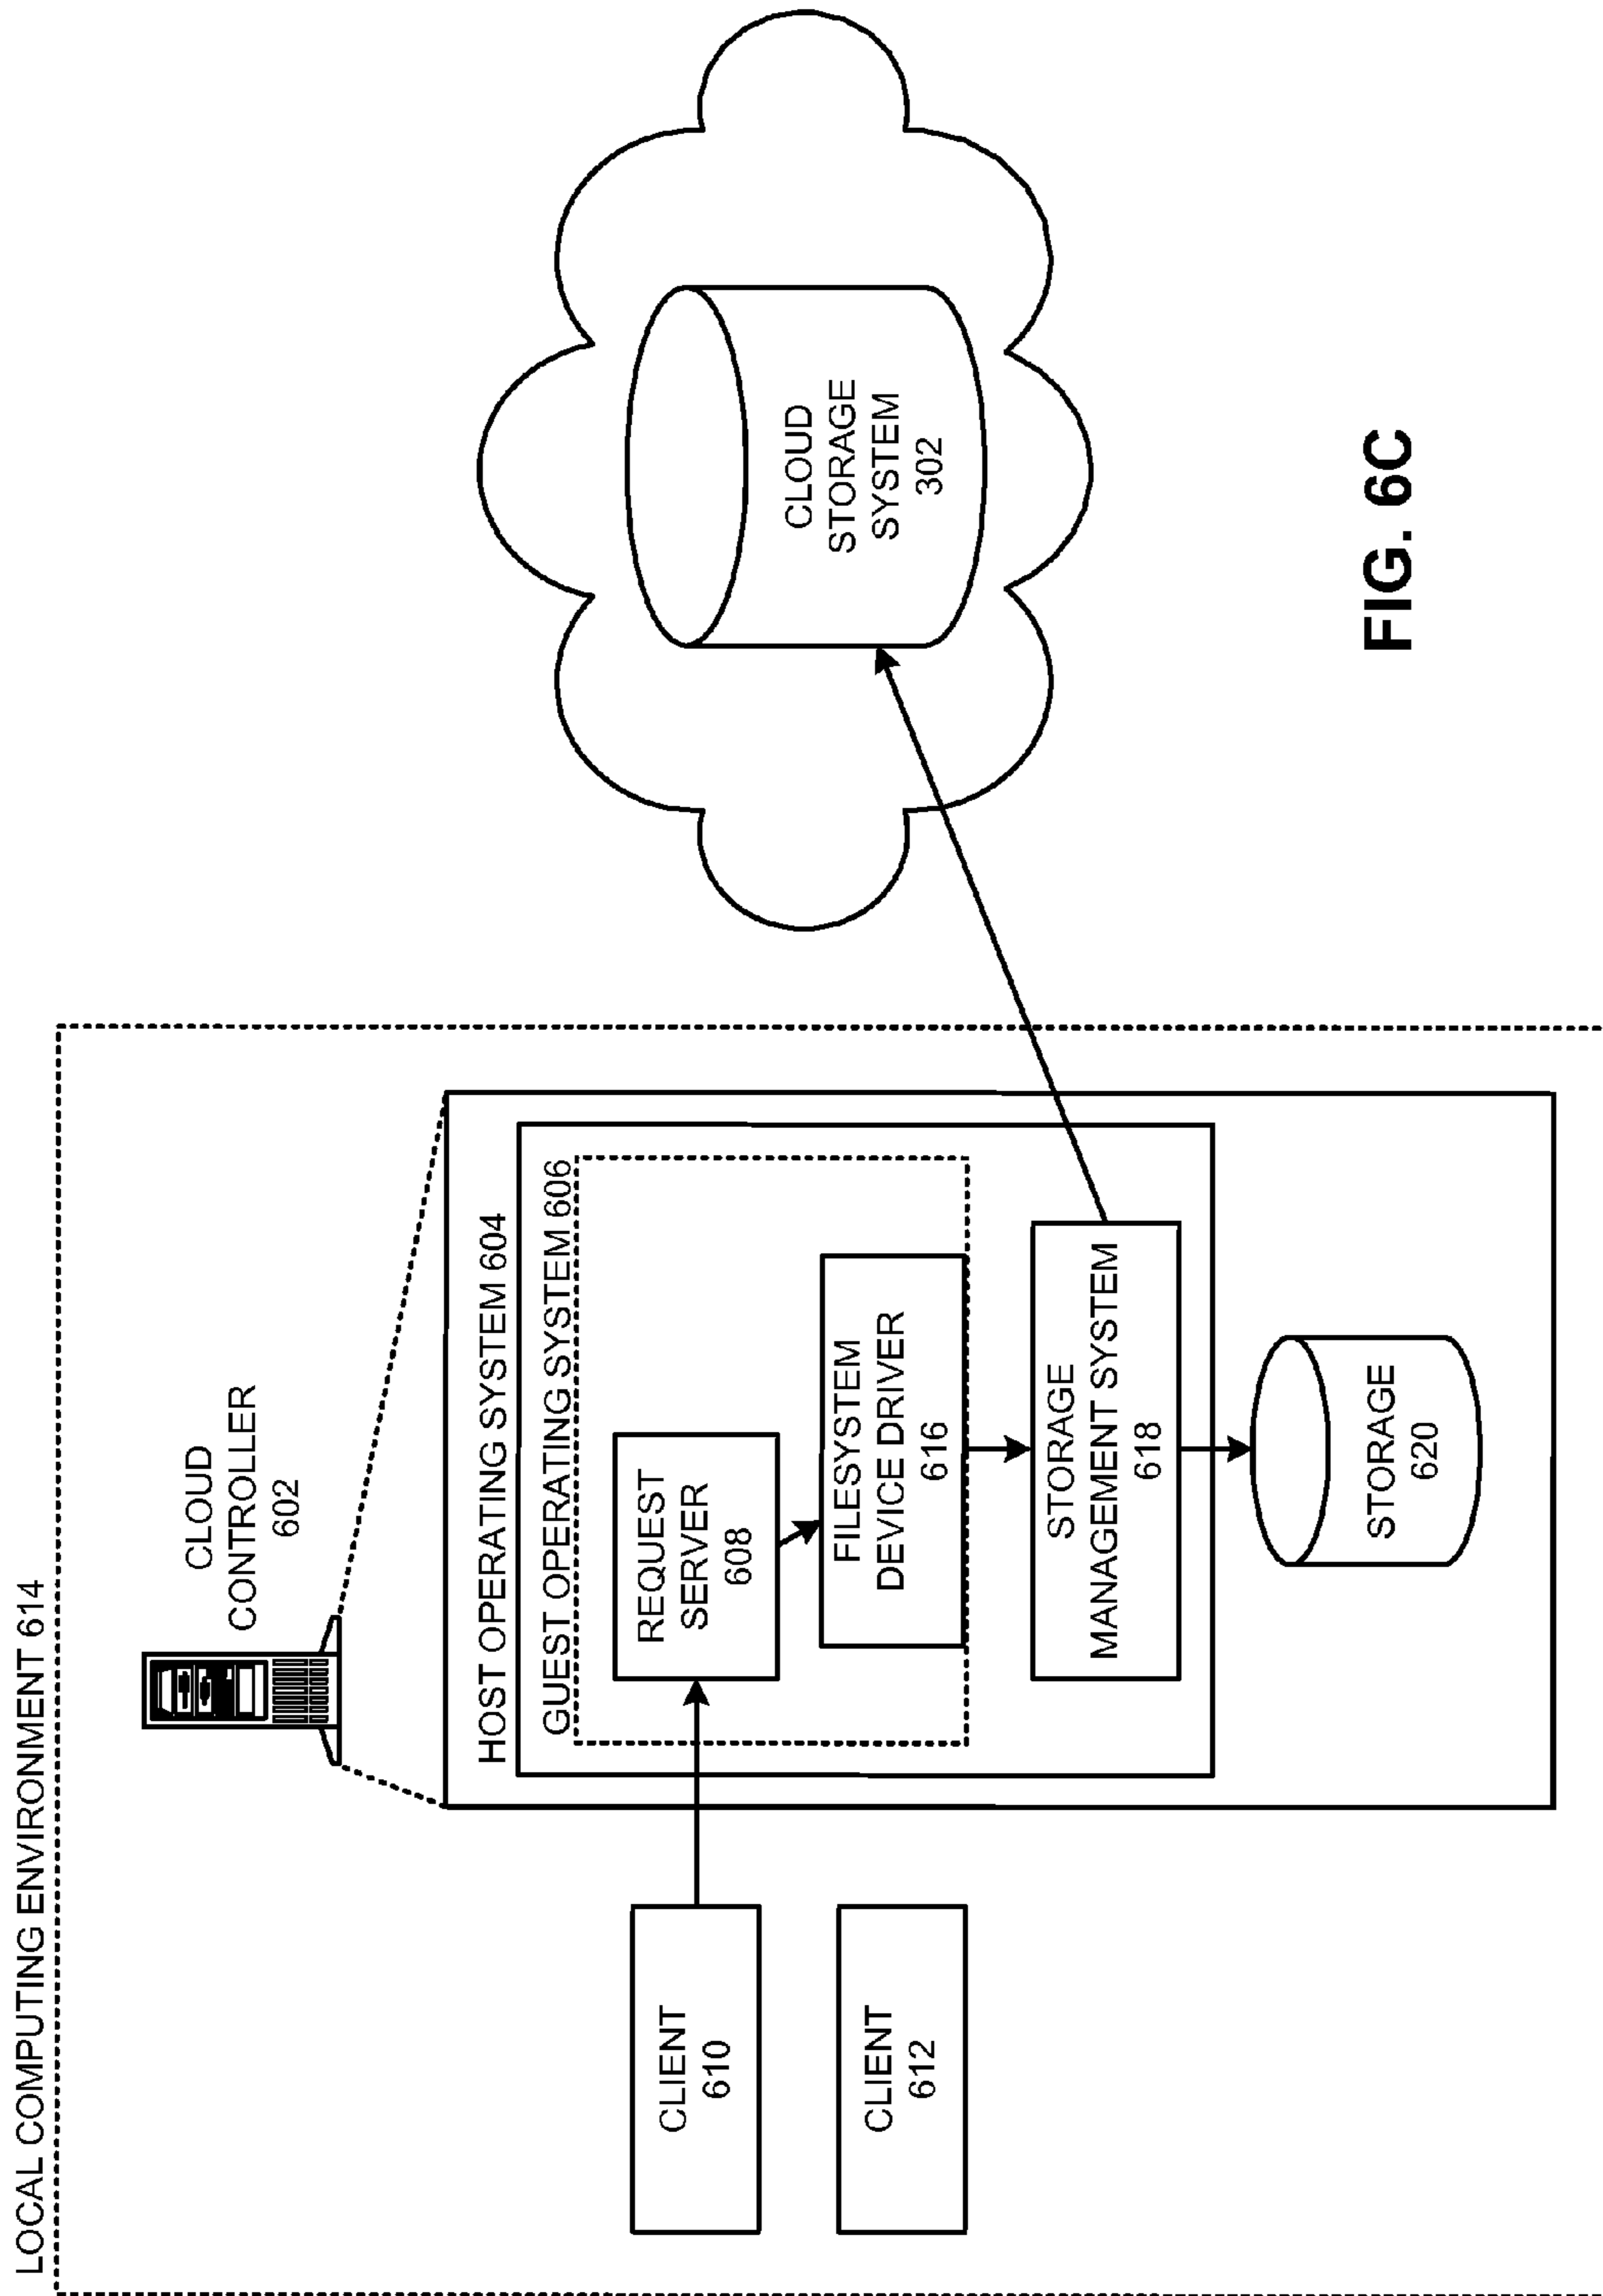 LOCAL COMPUTING ENVIRONMENT 614
CLOUD
CONTROLLER
602
HOST OPERATING SYSTEM 604
GUEST OPERATING SYSTEM 606
REQUEST
SERVER
608
FILESYSTEM
DEVICE DRIVER
616
STORAGE
MANAGEMENT SYSTEM
618
STORAGE
620
CLIENT
610
CLIENT
612
CLOUD
STORAGE
SYSTEM
302
FIG. 6C